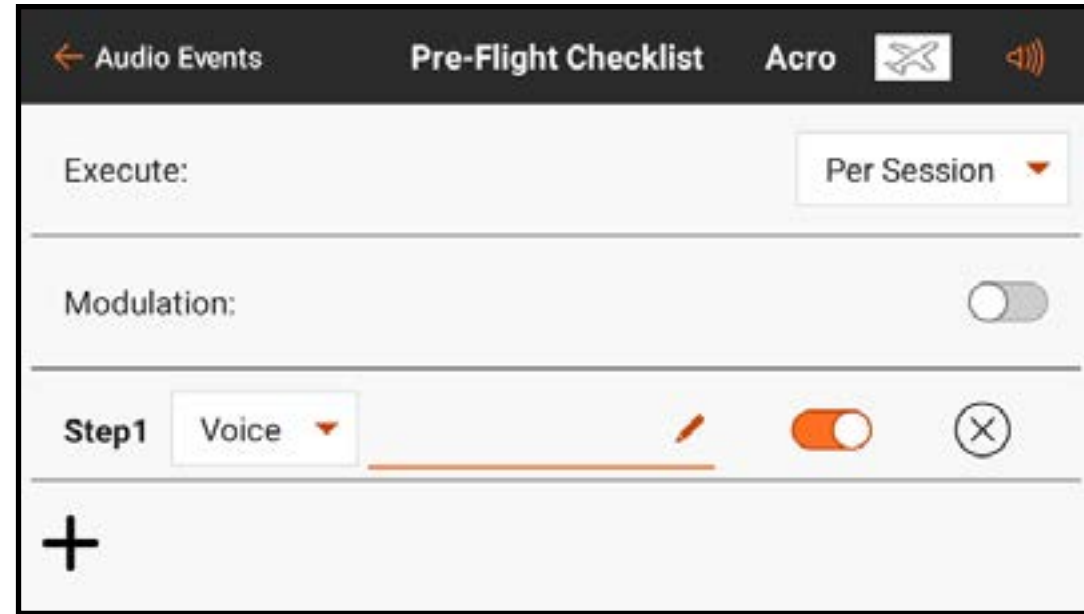 Audio Events Pre-Flight Checklist Acro
Execute: Per Session
Modulation:
Step1 Voice